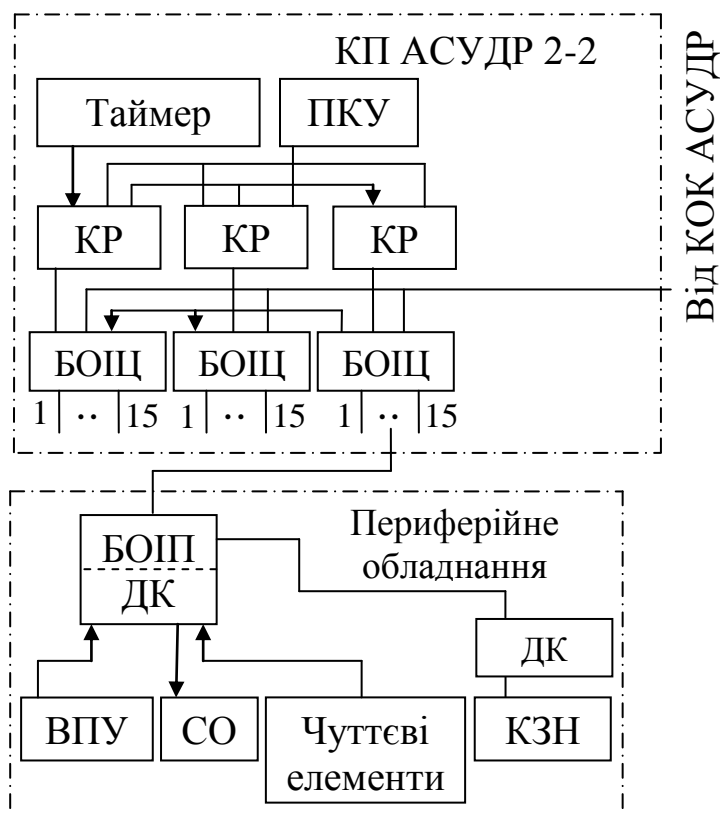 КП АСУДР 2-2
Від КОК АСУДР
Таймер
ПКУ
КР
КР
КР
БОІЦ
БОІЦ
БОІЦ
1 ·· 15
1 ·· 15
1 ·· 15
Периферійне
обладнання
БОІП
ДК
ДК
ВПУ
СО
Чуттєві
елементи
КЗН